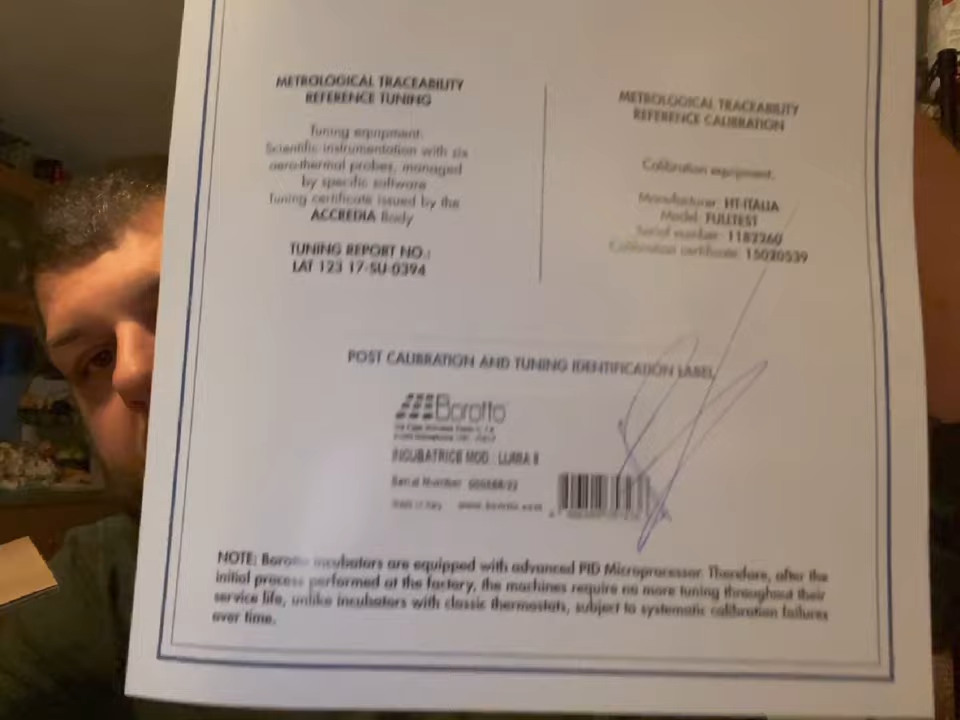 METROLOGICAL TRACEABILITY
REFERENCE TUNING
Tuning equipment:
Scientific instrumentation with six
aero-thermal probes, managed
by specific software
Tuning certificate issued by the
ACCREDIA Body
TUNING REPORT NO.:
LAT 123 17-SU-0394
METROLOGICAL TRACEABILITY
REFERENCE CALIBRATION
Calibration equipment:
Manufacturer: HT-ITALIA
Model: FULLTEST
Serial number: 1182260
Calibration certificate: 15020539
POST CALIBRATION AND TUNING IDENTIFICATION LABEL
Borotto
INCUBATRICE MOD.: LUMIA 8
Serial Number
Made in Italy www.borotto.com
NOTE: Borotto incubators are equipped with advanced PID Microprocessor. Therefore, after the
initial process performed at the factory, the machines require no more tuning throughout their
service life, unlike incubators with classic thermostats, subject to systematic calibration failures
over time.